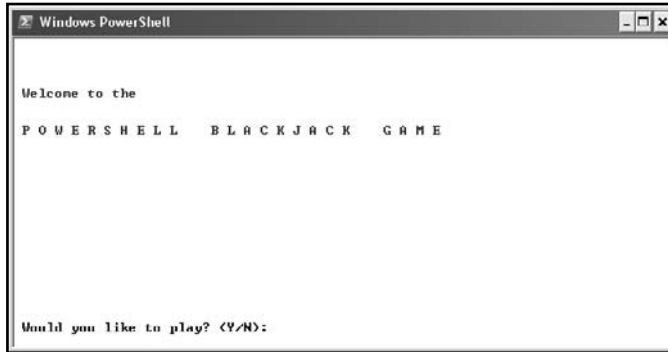 Windows PowerShell
Welcome to the
P O W E R S H E L L   B L A C K J A C K   G A M E
Would you like to play? (Y/N):